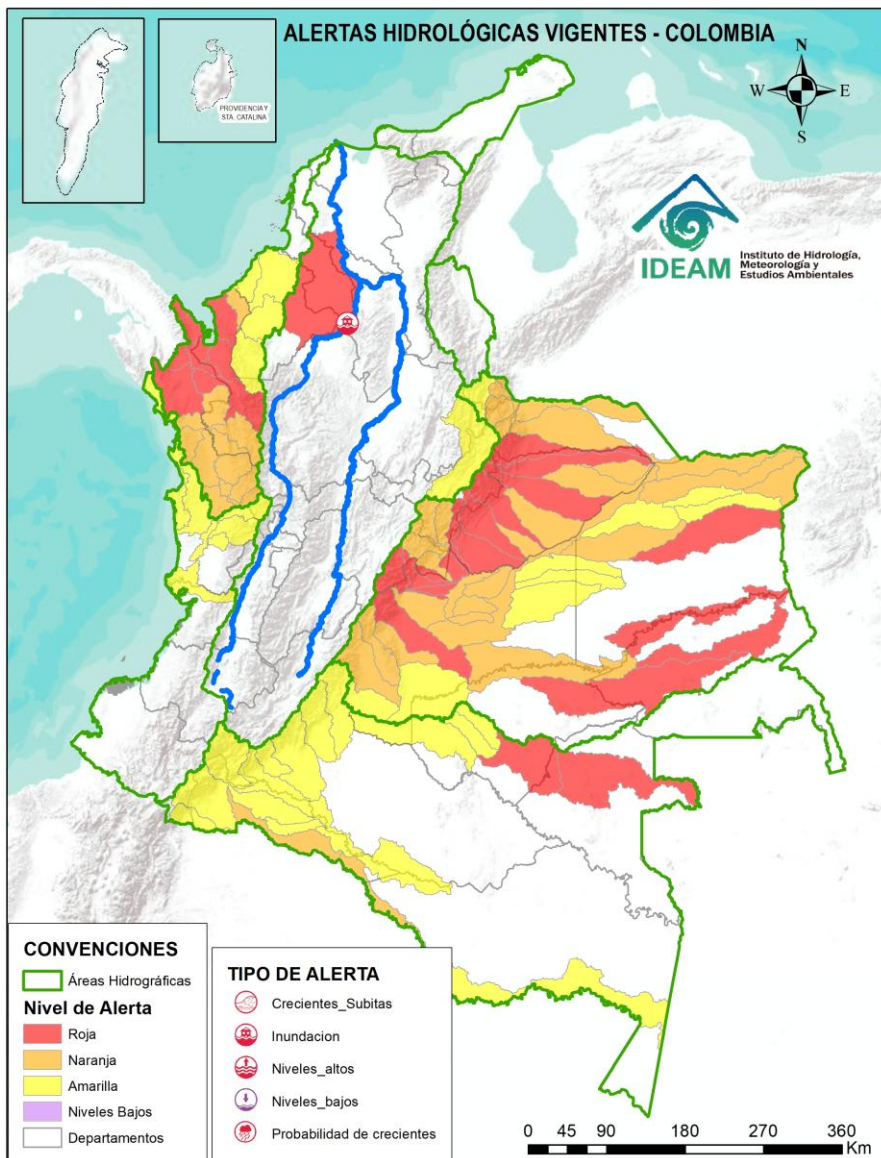 ALERTAS HIDROLÓGICAS VIGENTES - COLOMBIA
PROVIDENCIA Y
STA. CATALINA
N
W
E
S
IDEAM
Instituto de Hidrología,
Meteorología y
Estudios Ambientales
CONVENCIONES
Áreas Hidrográficas
Nivel de Alerta
Roja
Naranja
Amarilla
Niveles Bajos
Departamentos
TIPO DE ALERTA
Crecientes_Subitas
Inundacion
Niveles_altos
Niveles_bajos
Probabilidad de crecientes
0 45 90 180 270 360
Km